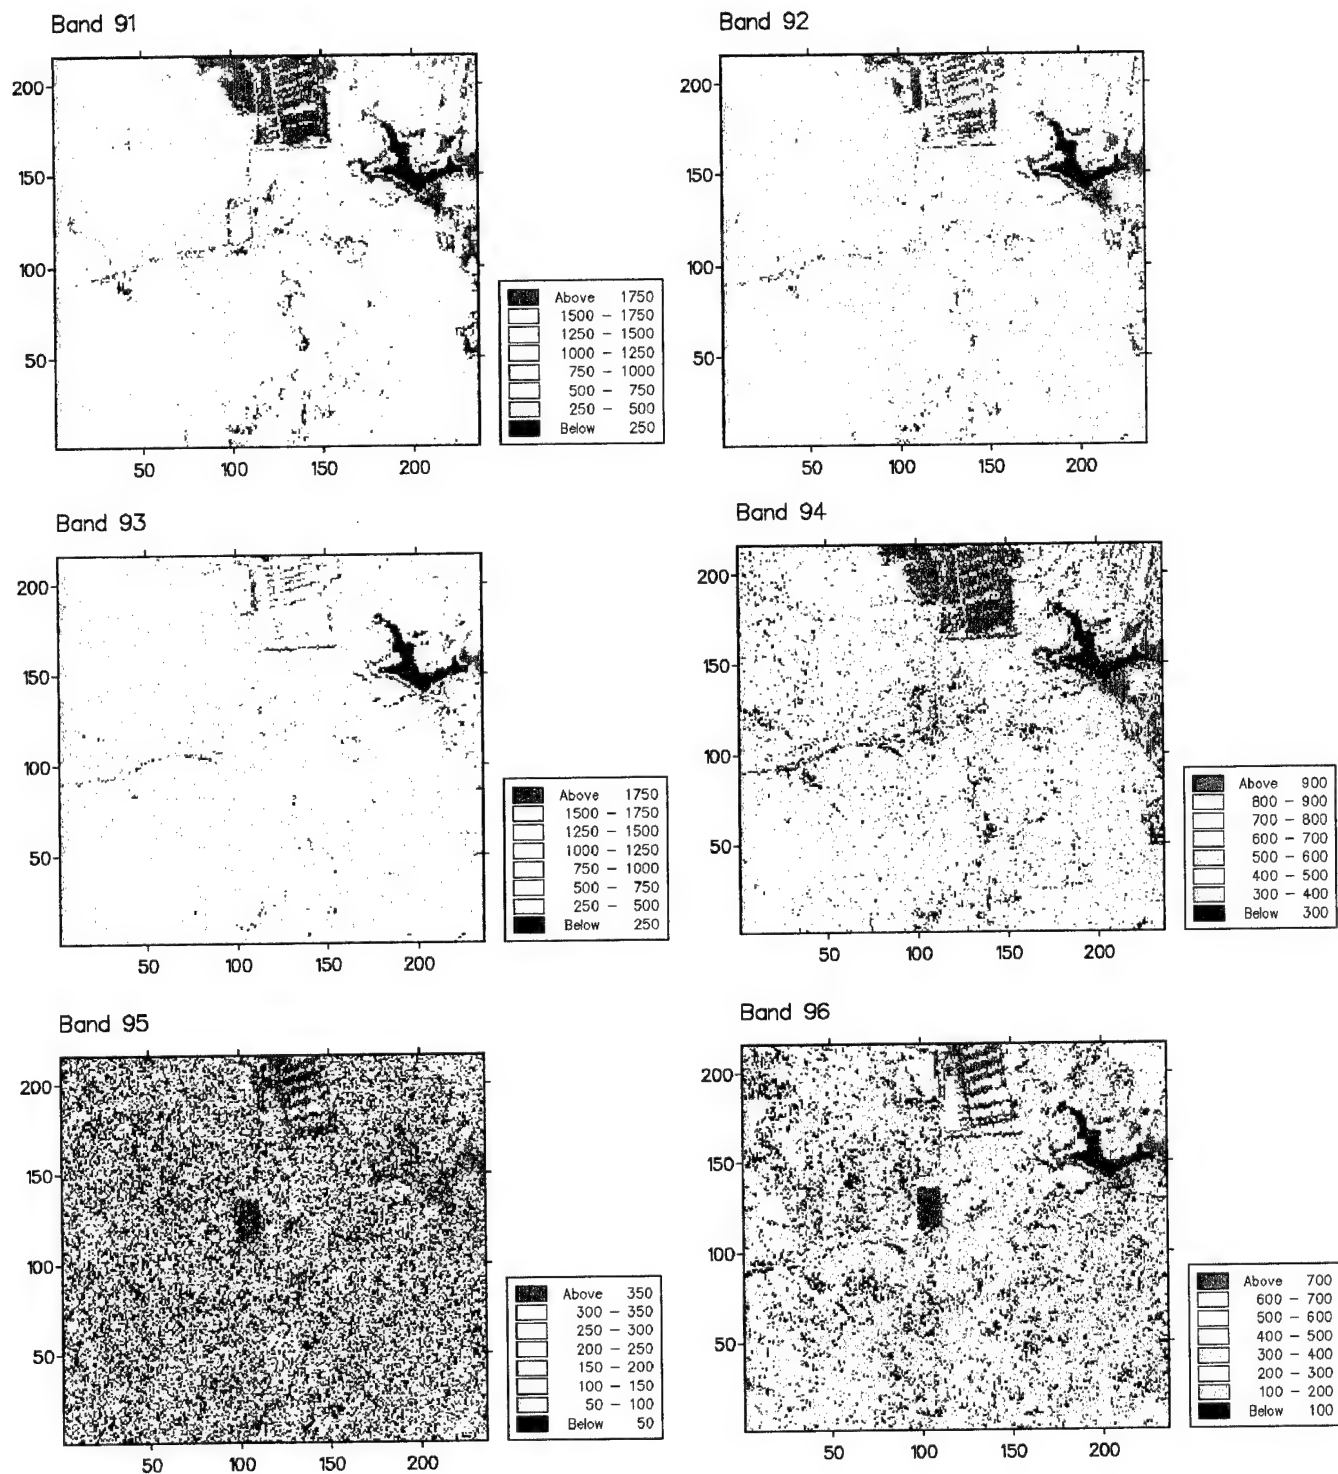 Band 91
200
150
100
50
50 100 150 200
Above 1750
1500 – 1750
1250 – 1500
1000 – 1250
750 – 1000
500 – 750
250 – 500
Below 250
Band 92
200
150
100
50
50 100 150 200
Band 93
200
150
100
50
50 100 150 200
Above 1750
1500 – 1750
1250 – 1500
1000 – 1250
750 – 1000
500 – 750
250 – 500
Below 250
Band 94
200
150
100
50
50 100 150 200
Above 900
800 – 900
700 – 800
600 – 700
500 – 600
400 – 500
300 – 400
Below 300
Band 95
200
150
100
50
50 100 150 200
Above 350
300 – 350
250 – 300
200 – 250
150 – 200
100 – 150
50 – 100
Below 50
Band 96
200
150
100
50
50 100 150 200
Above 700
600 – 700
500 – 600
400 – 500
300 – 400
200 – 300
100 – 200
Below 100